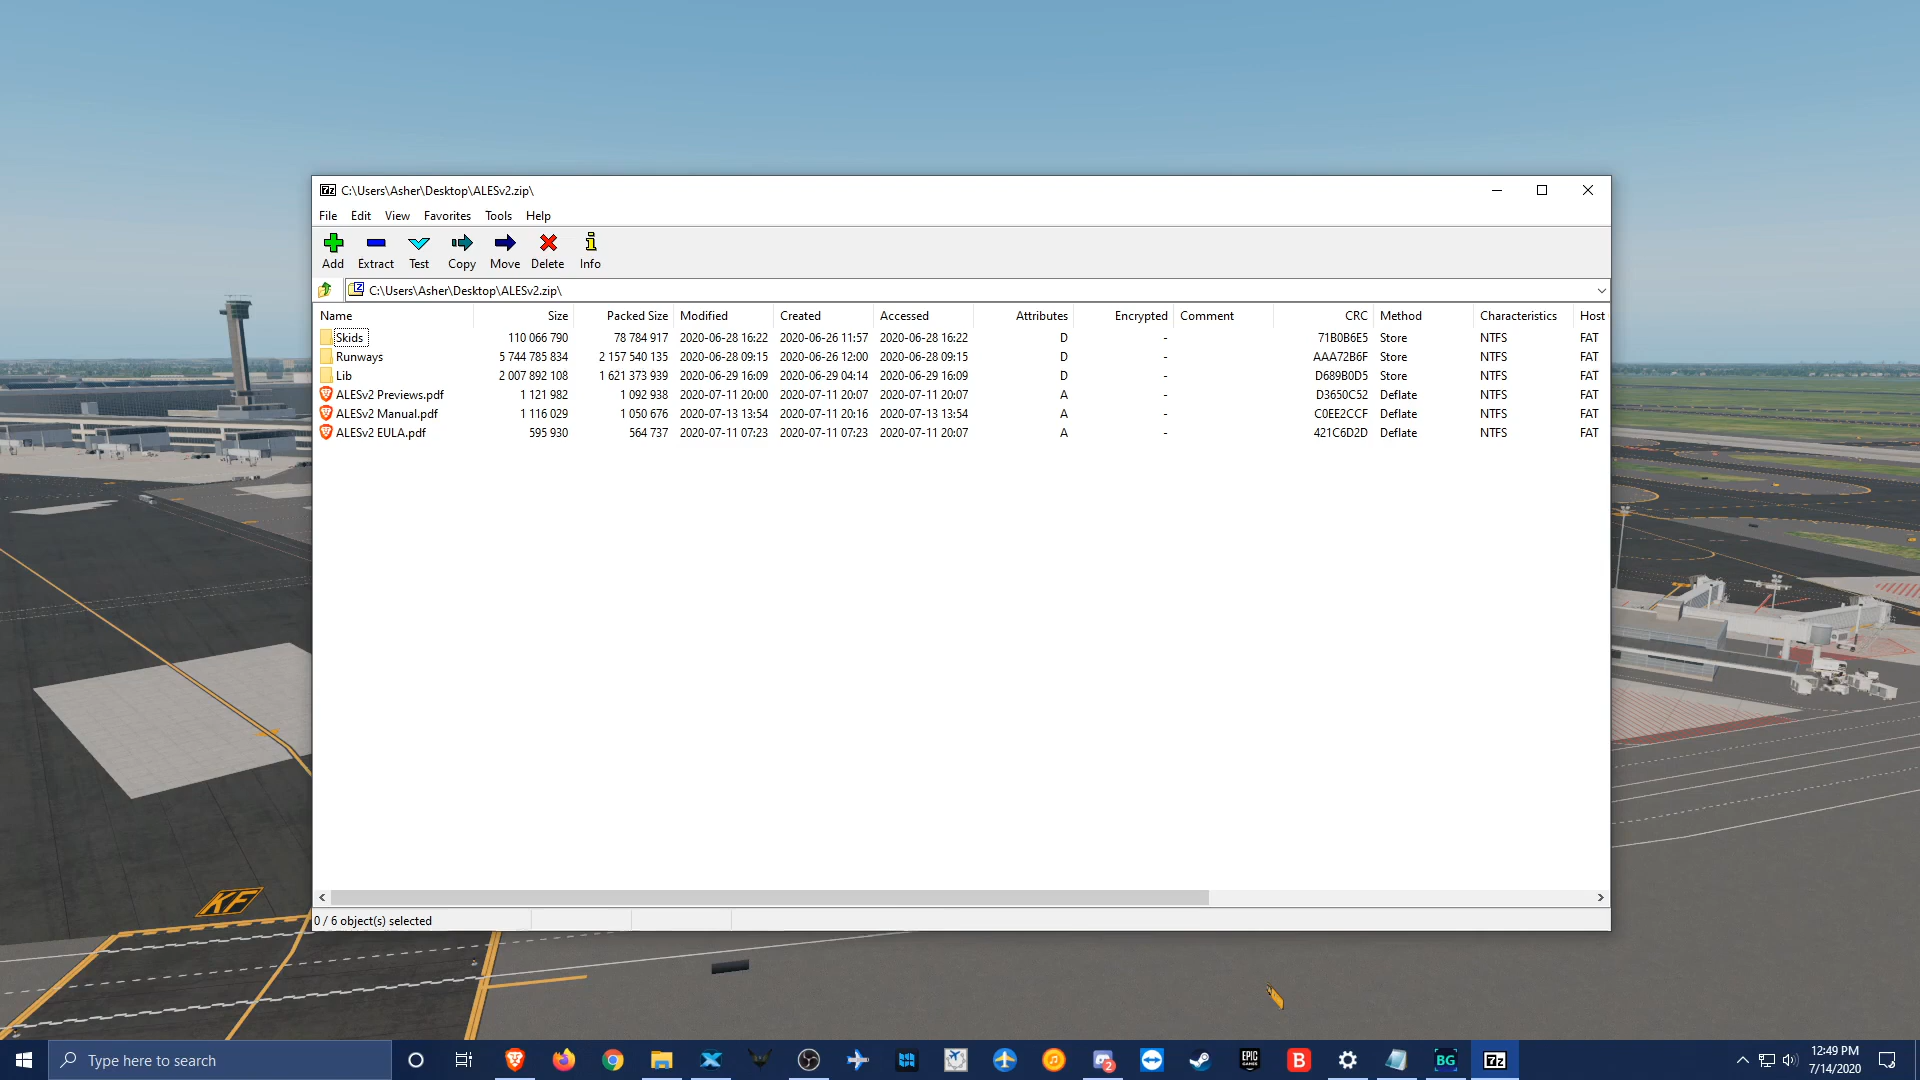 C:\Users\Asher\Desktop\ALESv2.zip\
File Edit View Favorites Tools Help
Add Extract Test Copy Move Delete Info
C:\Users\Asher\Desktop\ALESv2.zip\
Name Size Packed Size Modified Created Accessed Attributes Encrypted Comment CRC Method Characteristics Host
Skids 110 066 790 78 784 917 2020-06-28 16:22 2020-06-26 11:57 2020-06-28 16:22 D - 71B0B6E5 Store NTFS FAT
Runways 5 744 785 834 2 157 540 135 2020-06-28 09:15 2020-06-26 12:00 2020-06-28 09:15 D - AAA72B6F Store NTFS FAT
Lib 2 007 892 108 1 621 373 939 2020-06-29 16:09 2020-06-29 04:14 2020-06-29 16:09 D - D689B0D5 Store NTFS FAT
ALESv2 Previews.pdf 1 121 982 1 092 938 2020-07-11 20:00 2020-07-11 20:07 2020-07-11 20:07 A - D3650C52 Deflate NTFS FAT
ALESv2 Manual.pdf 1 116 029 1 050 676 2020-07-13 13:54 2020-07-11 20:16 2020-07-13 13:54 A - C0EE2CCF Deflate NTFS FAT
ALESv2 EULA.pdf 595 930 564 737 2020-07-11 07:23 2020-07-11 07:23 2020-07-11 20:07 A - 421C6D2D Deflate NTFS FAT
0 / 6 object(s) selected
KF
Type here to search
2
EPIC GAMES
B
BG
7z
12:49 PM
7/14/2020